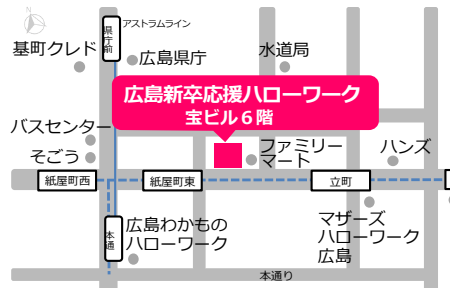 アストラムライン
県庁前
基町クレド
広島県庁
水道局
広島新卒応援ハローワーク
宝ビル６階
バスセンター
そごう
ファミリー
マート
ハンズ
紙屋町西
紙屋町東
立町
本通
広島わかもの
ハローワーク
マザーズ
ハローワーク
広島
本通り